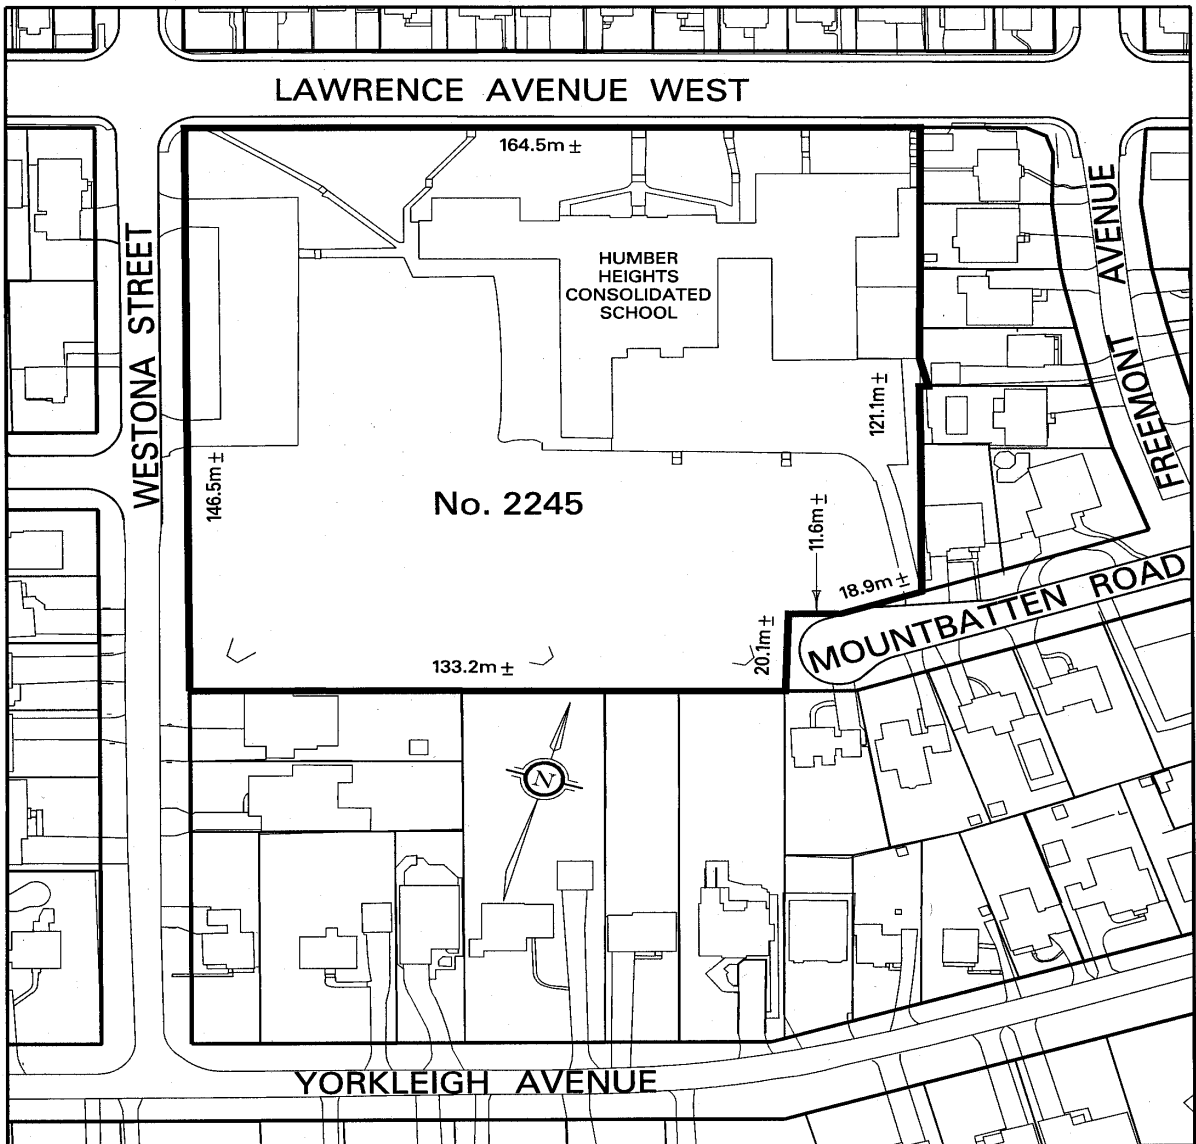 LAWRENCE AVENUE WEST
164.5m ±
FREEMONT AVENUE
WESTONA STREET
HUMBER
HEIGHTS
CONSOLIDATED
SCHOOL
121.1m ±
146.5m ±
No. 2245
11.6m ±
18.9m ±
MOUNTBATTEN ROAD
20.1m ±
133.2m ±
N
YORKLEIGH AVENUE